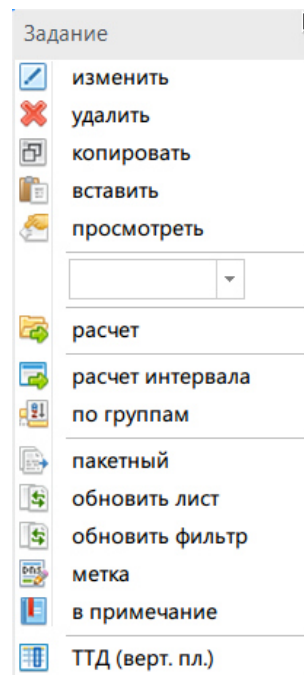 Задание
изменить
удалить
копировать
вставить
просмотреть
расчет
расчет интервала
по группам
пакетный
обновить лист
обновить фильтр
метка
в примечание
ТТД (верт. пл.)